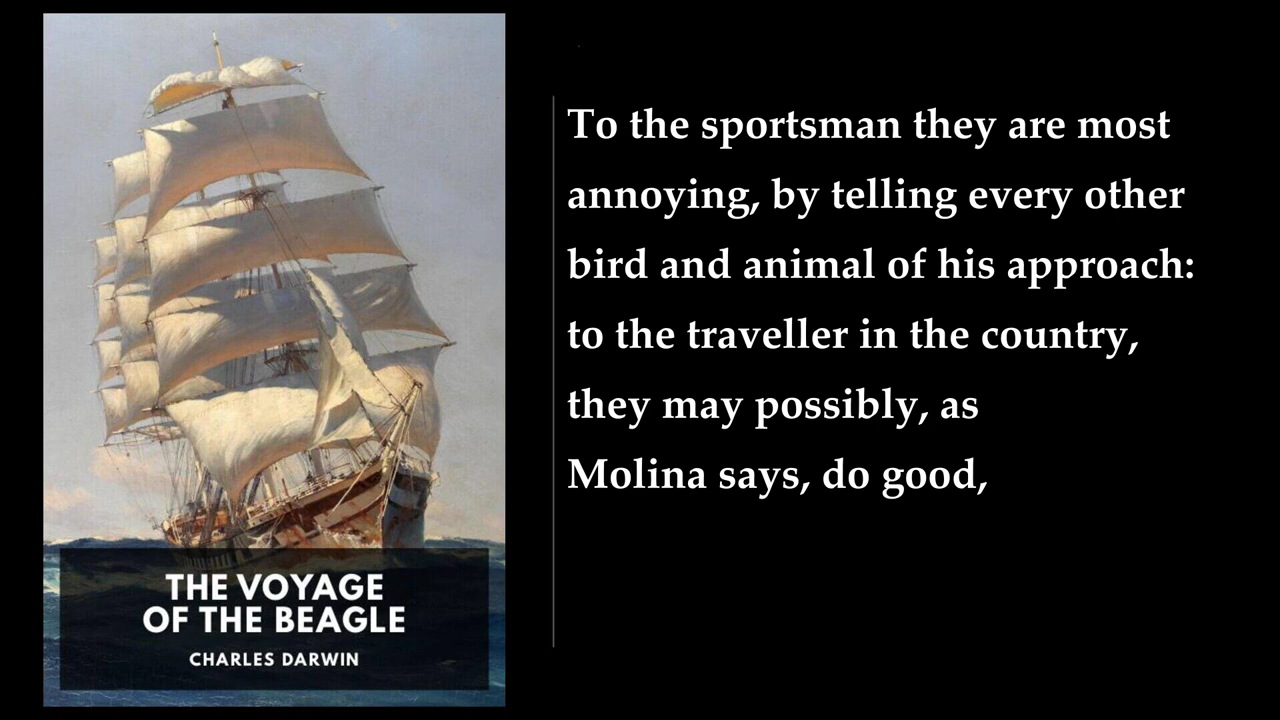 THE VOYAGE
OF THE BEAGLE
CHARLES DARWIN
To the sportsman they are most
annoying, by telling every other
bird and animal of his approach:
to the traveller in the country,
they may possibly, as
Molina says, do good,